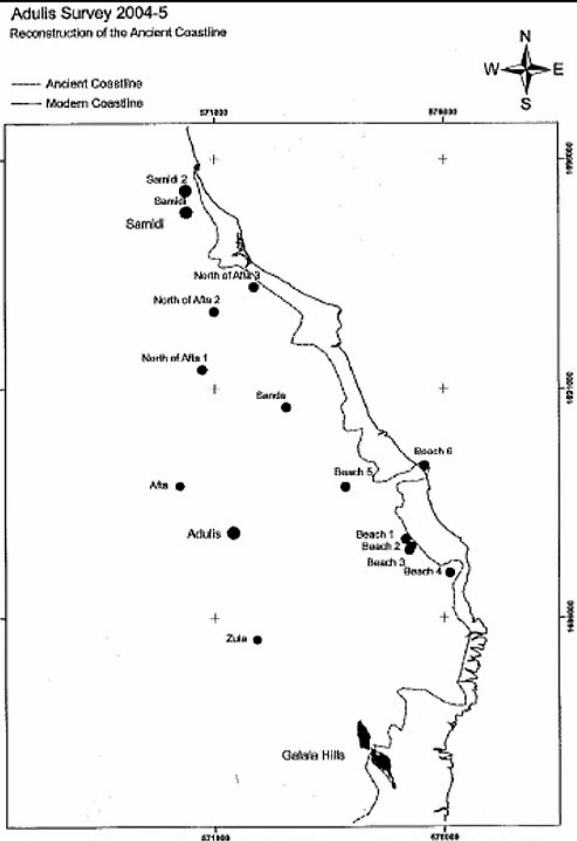 Adulis Survey 2004-5
Reconstruction of the Ancient Coastline
N
W E
S
Ancient Coastline
Modern Coastline
571000
Samidi 2
Samidi
Samidi
North of Afta 3
North of Afta 2
North of Afta 1
Sanda
Beach 6
Beach 5
Afta
Adulis
Beach 1
Beach 2
Beach 3
Beach 4
Zula
Galala Hills
571000